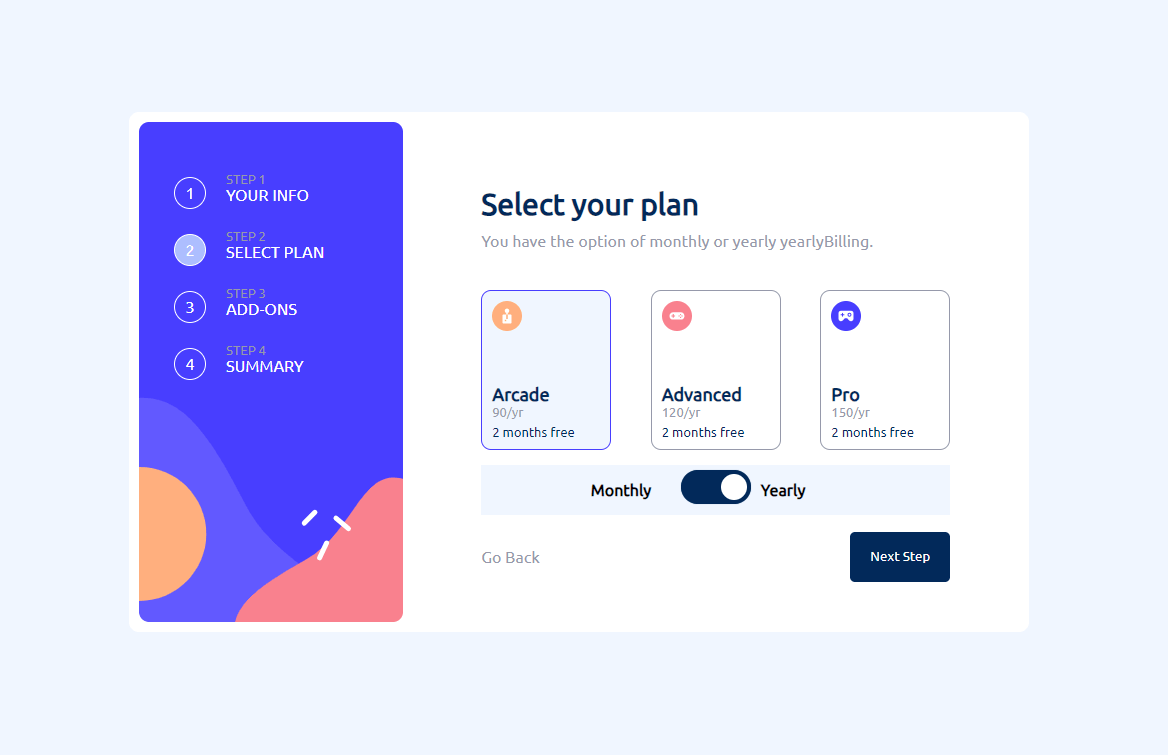 1
STEP 1
YOUR INFO
2
STEP 2
SELECT PLAN
3
STEP 3
ADD-ONS
4
STEP 4
SUMMARY
Select your plan
You have the option of monthly or yearly yearlyBilling.
Arcade
90/yr
2 months free
Advanced
120/yr
2 months free
Pro
150/yr
2 months free
Monthly
Yearly
Go Back
Next Step